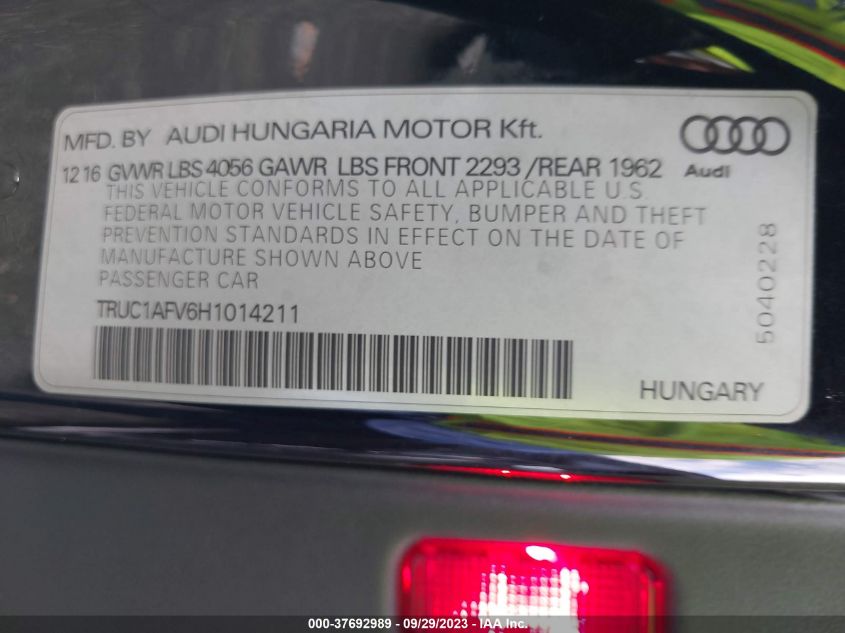 MFD. BY AUDI HUNGARIA MOTOR Kft.
12 16 GVWR LBS 4056 GAWR LBS FRONT 2293 /REAR 1962
Audi
THIS VEHICLE CONFORMS TO ALL APPLICABLE U.S.
FEDERAL MOTOR VEHICLE SAFETY, BUMPER AND THEFT
PREVENTION STANDARDS IN EFFECT ON THE DATE OF
MANUFACTURE SHOWN ABOVE
PASSENGER CAR
TRUC1AFV6H1014211
5040228
HUNGARY
000-37692989 - 09/29/2023 - IAAI.COM